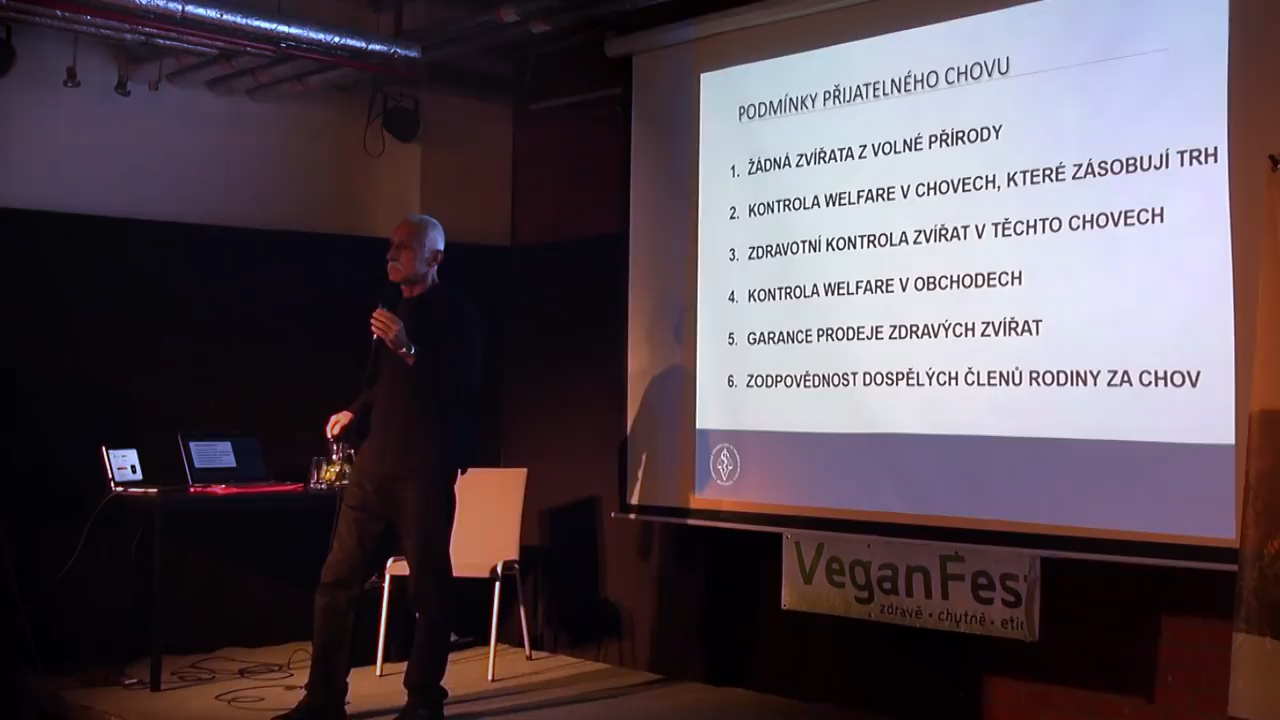 PODMÍNKY PŘIJATELNÉHO CHOVU
1. ŽÁDNÁ ZVÍŘATA Z VOLNÉ PŘÍRODY
2. KONTROLA WELFARE V CHOVECH, KTERÉ ZÁSOBUJÍ TRH
3. ZDRAVOTNÍ KONTROLA ZVÍŘAT V TĚCHTO CHOVECH
4. KONTROLA WELFARE V OBCHODECH
5. GARANCE PRODEJE ZDRAVÝCH ZVÍŘAT
6. ZODPOVĚDNOST DOSPĚLÝCH ČLENŮ RODINY ZA CHOV
VeganFes
zdravě • chutně • etic